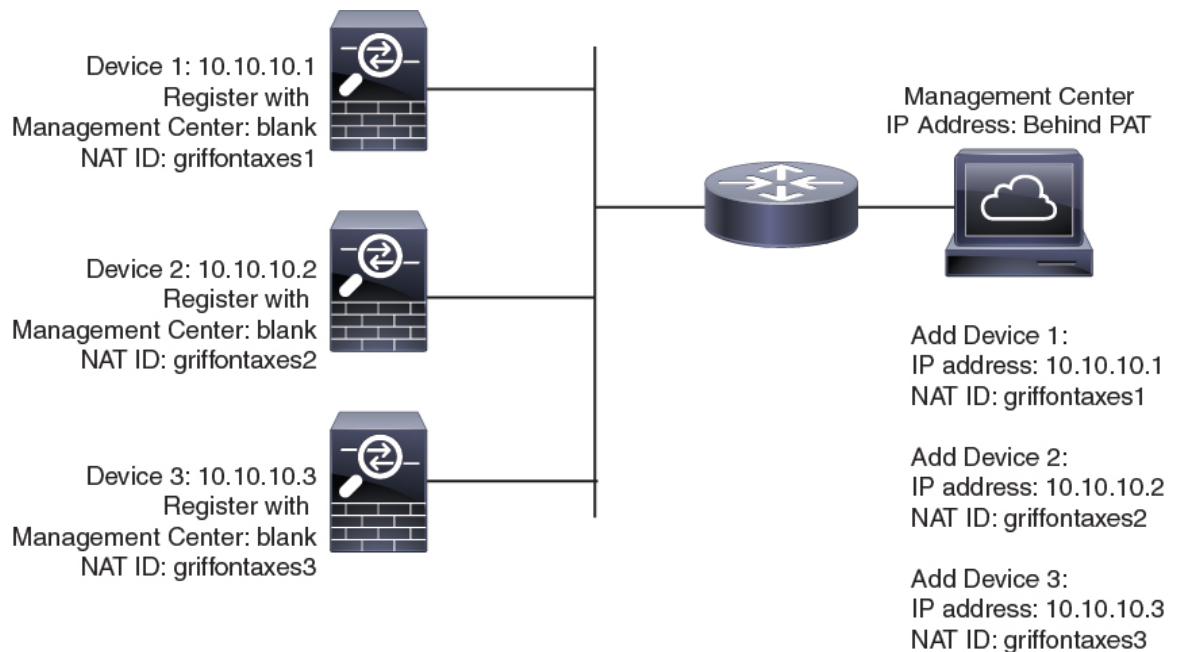 Device 1: 10.10.10.1
Register with
Management Center: blank
NAT ID: griffontaxes1
Device 2: 10.10.10.2
Register with
Management Center: blank
NAT ID: griffontaxes2
Device 3: 10.10.10.3
Register with
Management Center: blank
NAT ID: griffontaxes3
Management Center
IP Address: Behind PAT
Add Device 1:
IP address: 10.10.10.1
NAT ID: griffontaxes1
Add Device 2:
IP address: 10.10.10.2
NAT ID: griffontaxes2
Add Device 3:
IP address: 10.10.10.3
NAT ID: griffontaxes3